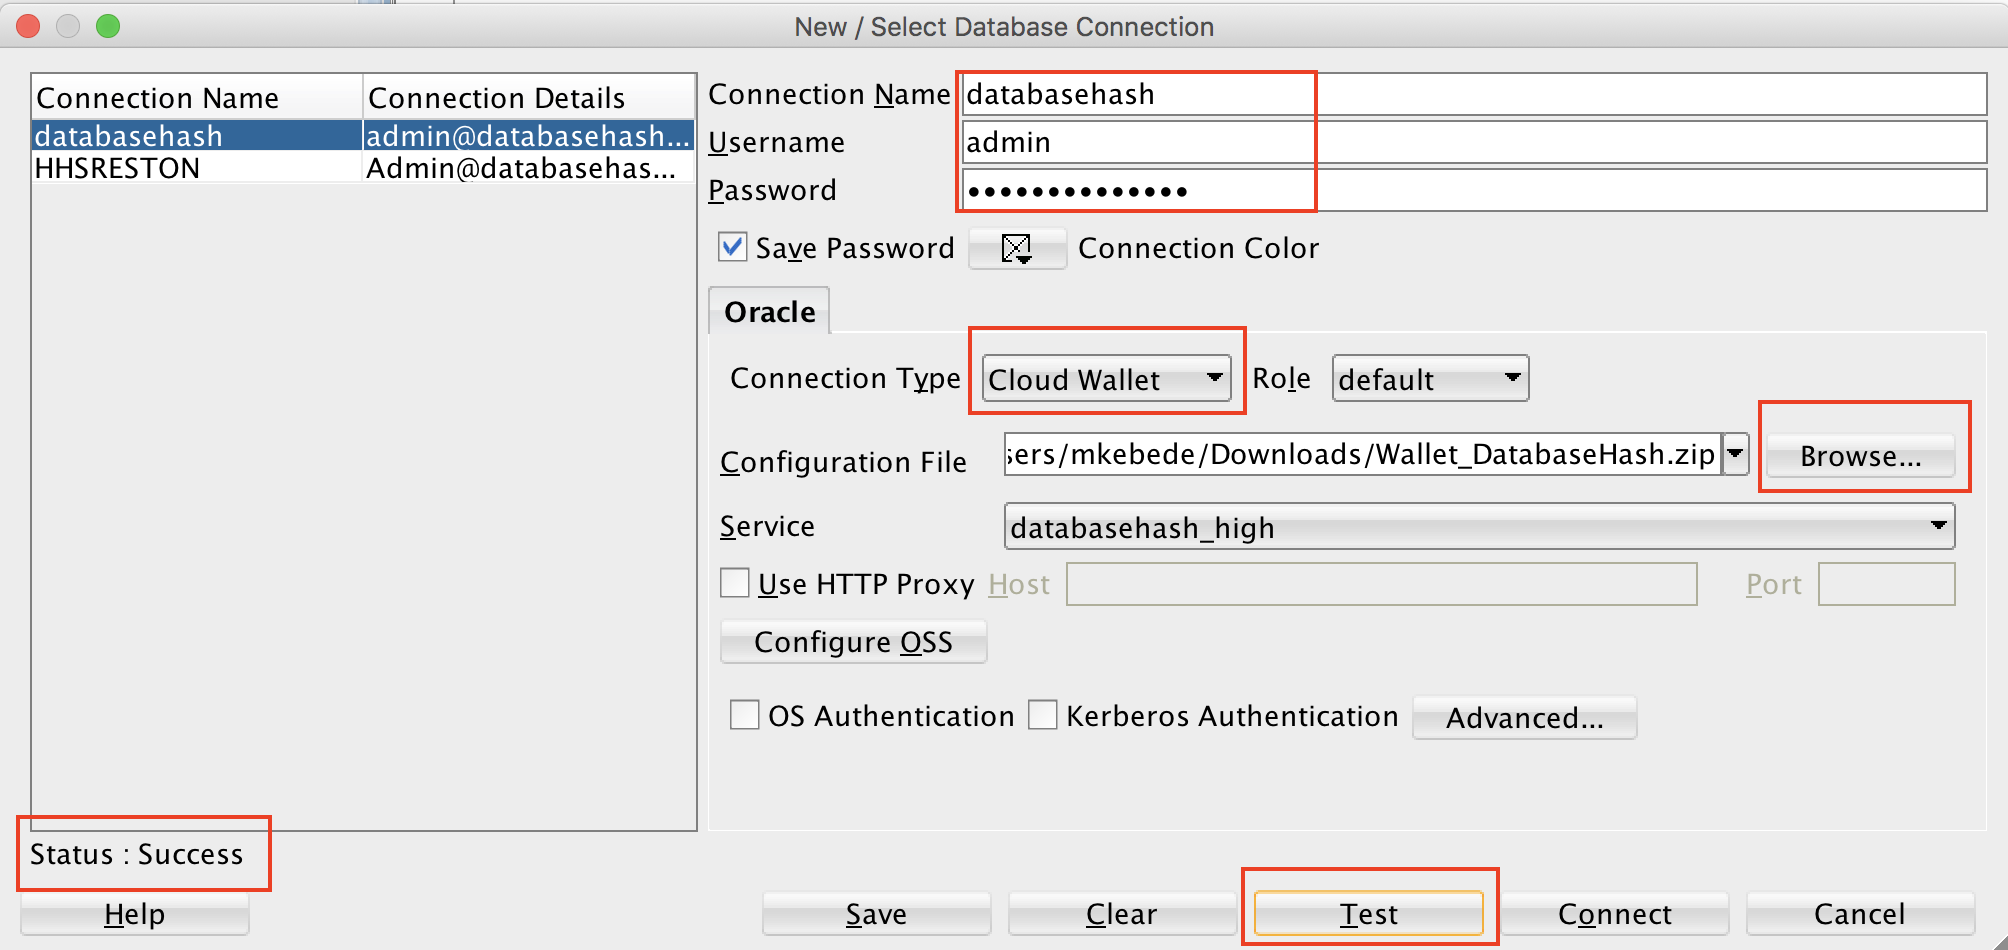 New / Select Database Connection
Connection Name Connection Details
databasehash admin@databasehash...
HHSRESTON Admin@databasehas...
Connection Name databasehash
Username admin
Password ••••••••••••••
Save Password Connection Color
Oracle
Connection Type Cloud Wallet Role default
Configuration File sers/mkebede/Downloads/Wallet_DatabaseHash.zip Browse...
Service databasehash_high
Use HTTP Proxy Host Port
Configure OSS
OS Authentication Kerberos Authentication Advanced...
Status : Success
Help Save Clear Test Connect Cancel